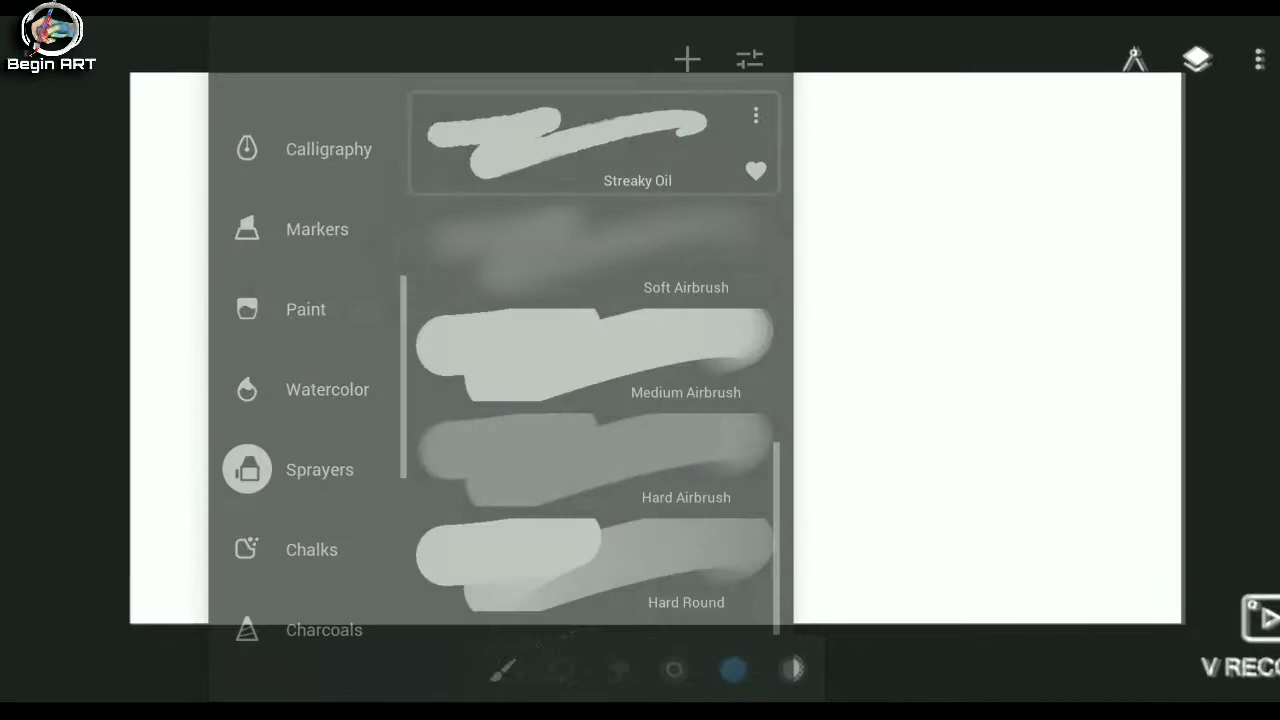 Begin ART
Calligraphy
Markers
Paint
Watercolor
Sprayers
Chalks
Charcoals
Streaky Oil
Soft Airbrush
Medium Airbrush
Hard Airbrush
Hard Round
V RECO